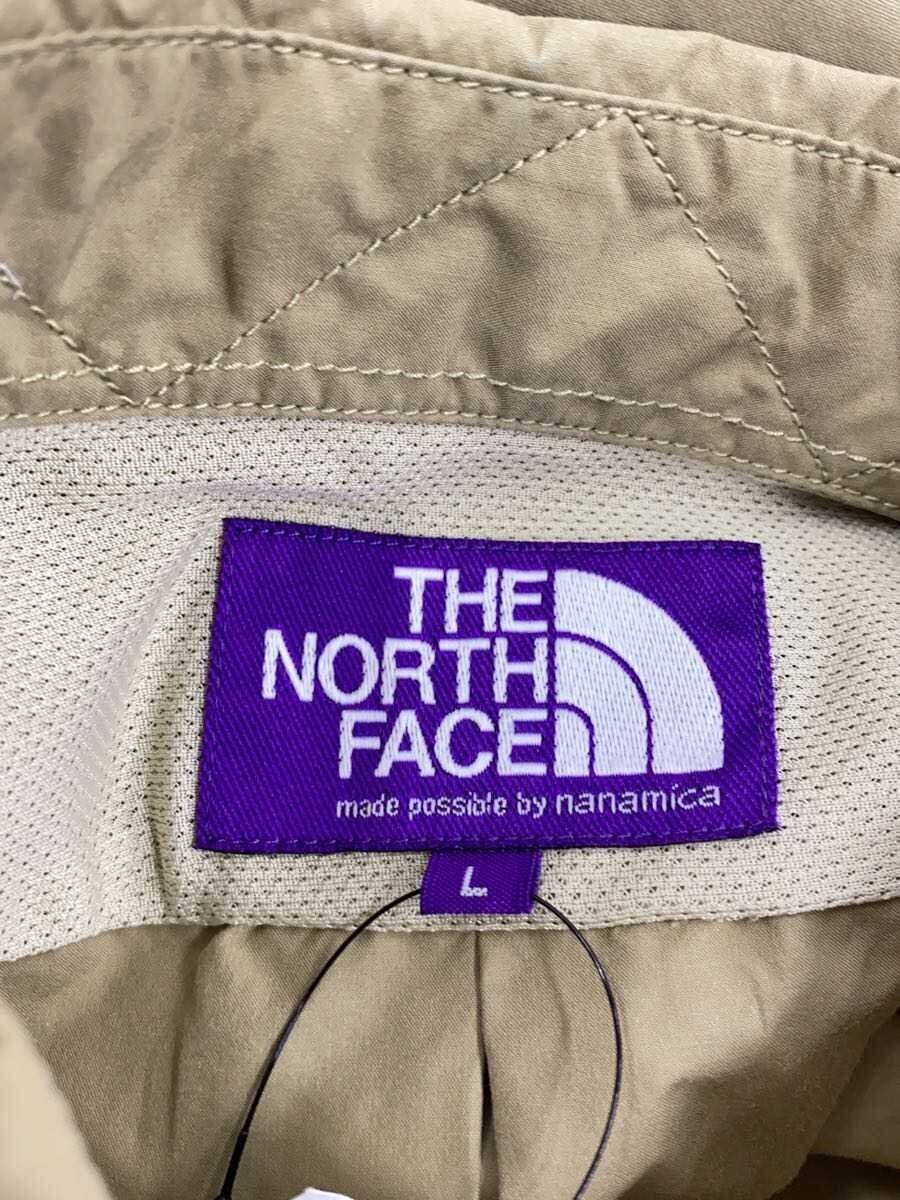 THE
NORTH
FACE
made possible by nanamica
L